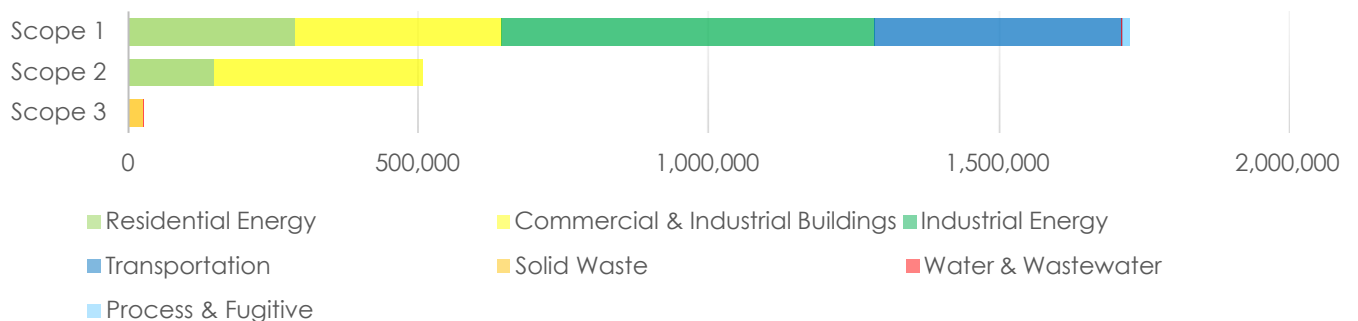 Scope 1
Scope 2
Scope 3
0 500,000 1,000,000 1,500,000 2,000,000
Residential Energy Commercial & Industrial Buildings Industrial Energy
Transportation Solid Waste Water & Wastewater
Process & Fugitive